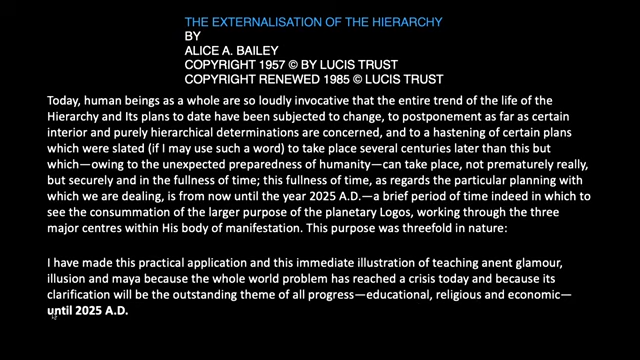 THE EXTERNALISATION OF THE HIERARCHY
BY
ALICE A. BAILEY
COPYRIGHT 1957 © BY LUCIS TRUST
COPYRIGHT RENEWED 1985 © LUCIS TRUST
Today, human beings as a whole are so loudly invocative that the entire trend of the life of the
Hierarchy and Its plans to date have been subjected to change, to postponement as far as certain
interior and purely hierarchical determinations are concerned, and to a hastening of certain plans
which were slated (if I may use such a word) to take place several centuries later than this but
which—owing to the unexpected preparedness of humanity—can take place, not prematurely really,
but securely and in the fullness of time; this fullness of time, as regards the particular planning with
which we are dealing, is from now until the year 2025 A.D.—a brief period of time indeed in which to
see the consummation of the larger purpose of the planetary Logos, working through the three
major centres within His body of manifestation. This purpose was threefold in nature:
I have made this practical application and this immediate illustration of teaching anent glamour,
illusion and maya because the whole world problem has reached a crisis today and because its
clarification will be the outstanding theme of all progress—educational, religious and economic—
until 2025 A.D.